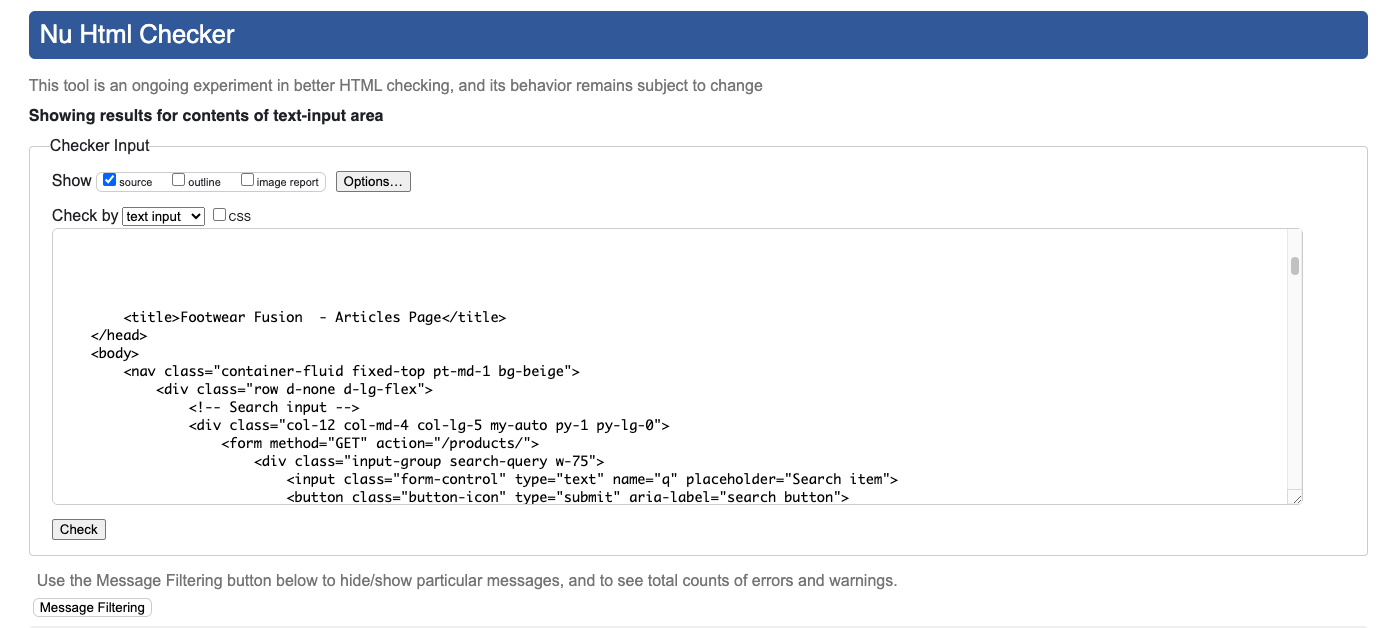 Nu Html Checker
This tool is an ongoing experiment in better HTML checking, and its behavior remains subject to change
Showing results for contents of text-input area
Checker Input
Show source outline image report Options...
Check by text input CSS
<title>Footwear Fusion  - Articles Page</title>
</head>
<body>
<nav class="container-fluid fixed-top pt-md-1 bg-beige">
<div class="row d-none d-lg-flex">
<!-- Search input -->
<div class="col-12 col-md-4 col-lg-5 my-auto py-1 py-lg-0">
<form method="GET" action="/products/">
<div class="input-group search-query w-75">
<input class="form-control" type="text" name="q" placeholder="Search item">
<button class="button-icon" type="submit" aria-label="search button">
Check
Use the Message Filtering button below to hide/show particular messages, and to see total counts of errors and warnings.
Message Filtering